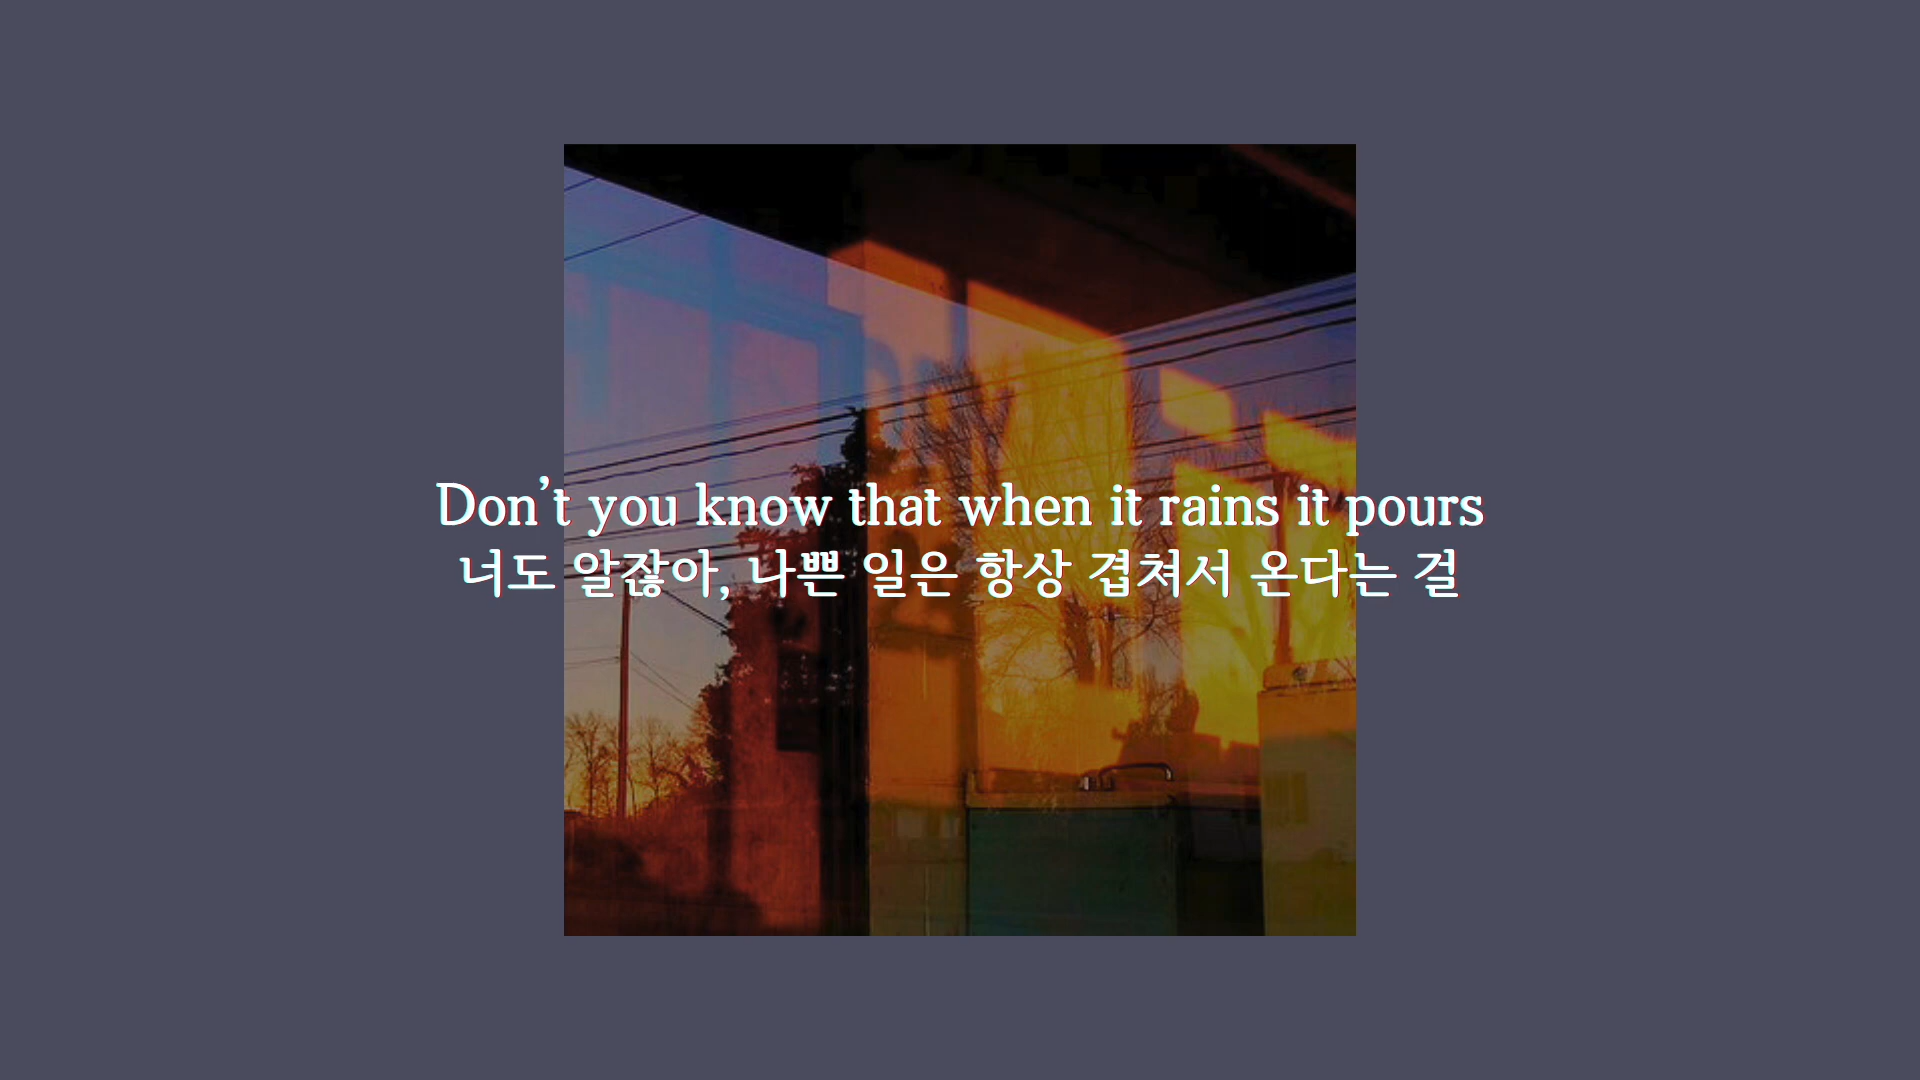 Don’t you know that when it rains it pours
너도 알잖아, 나쁜 일은 항상 겹쳐서 온다는 걸